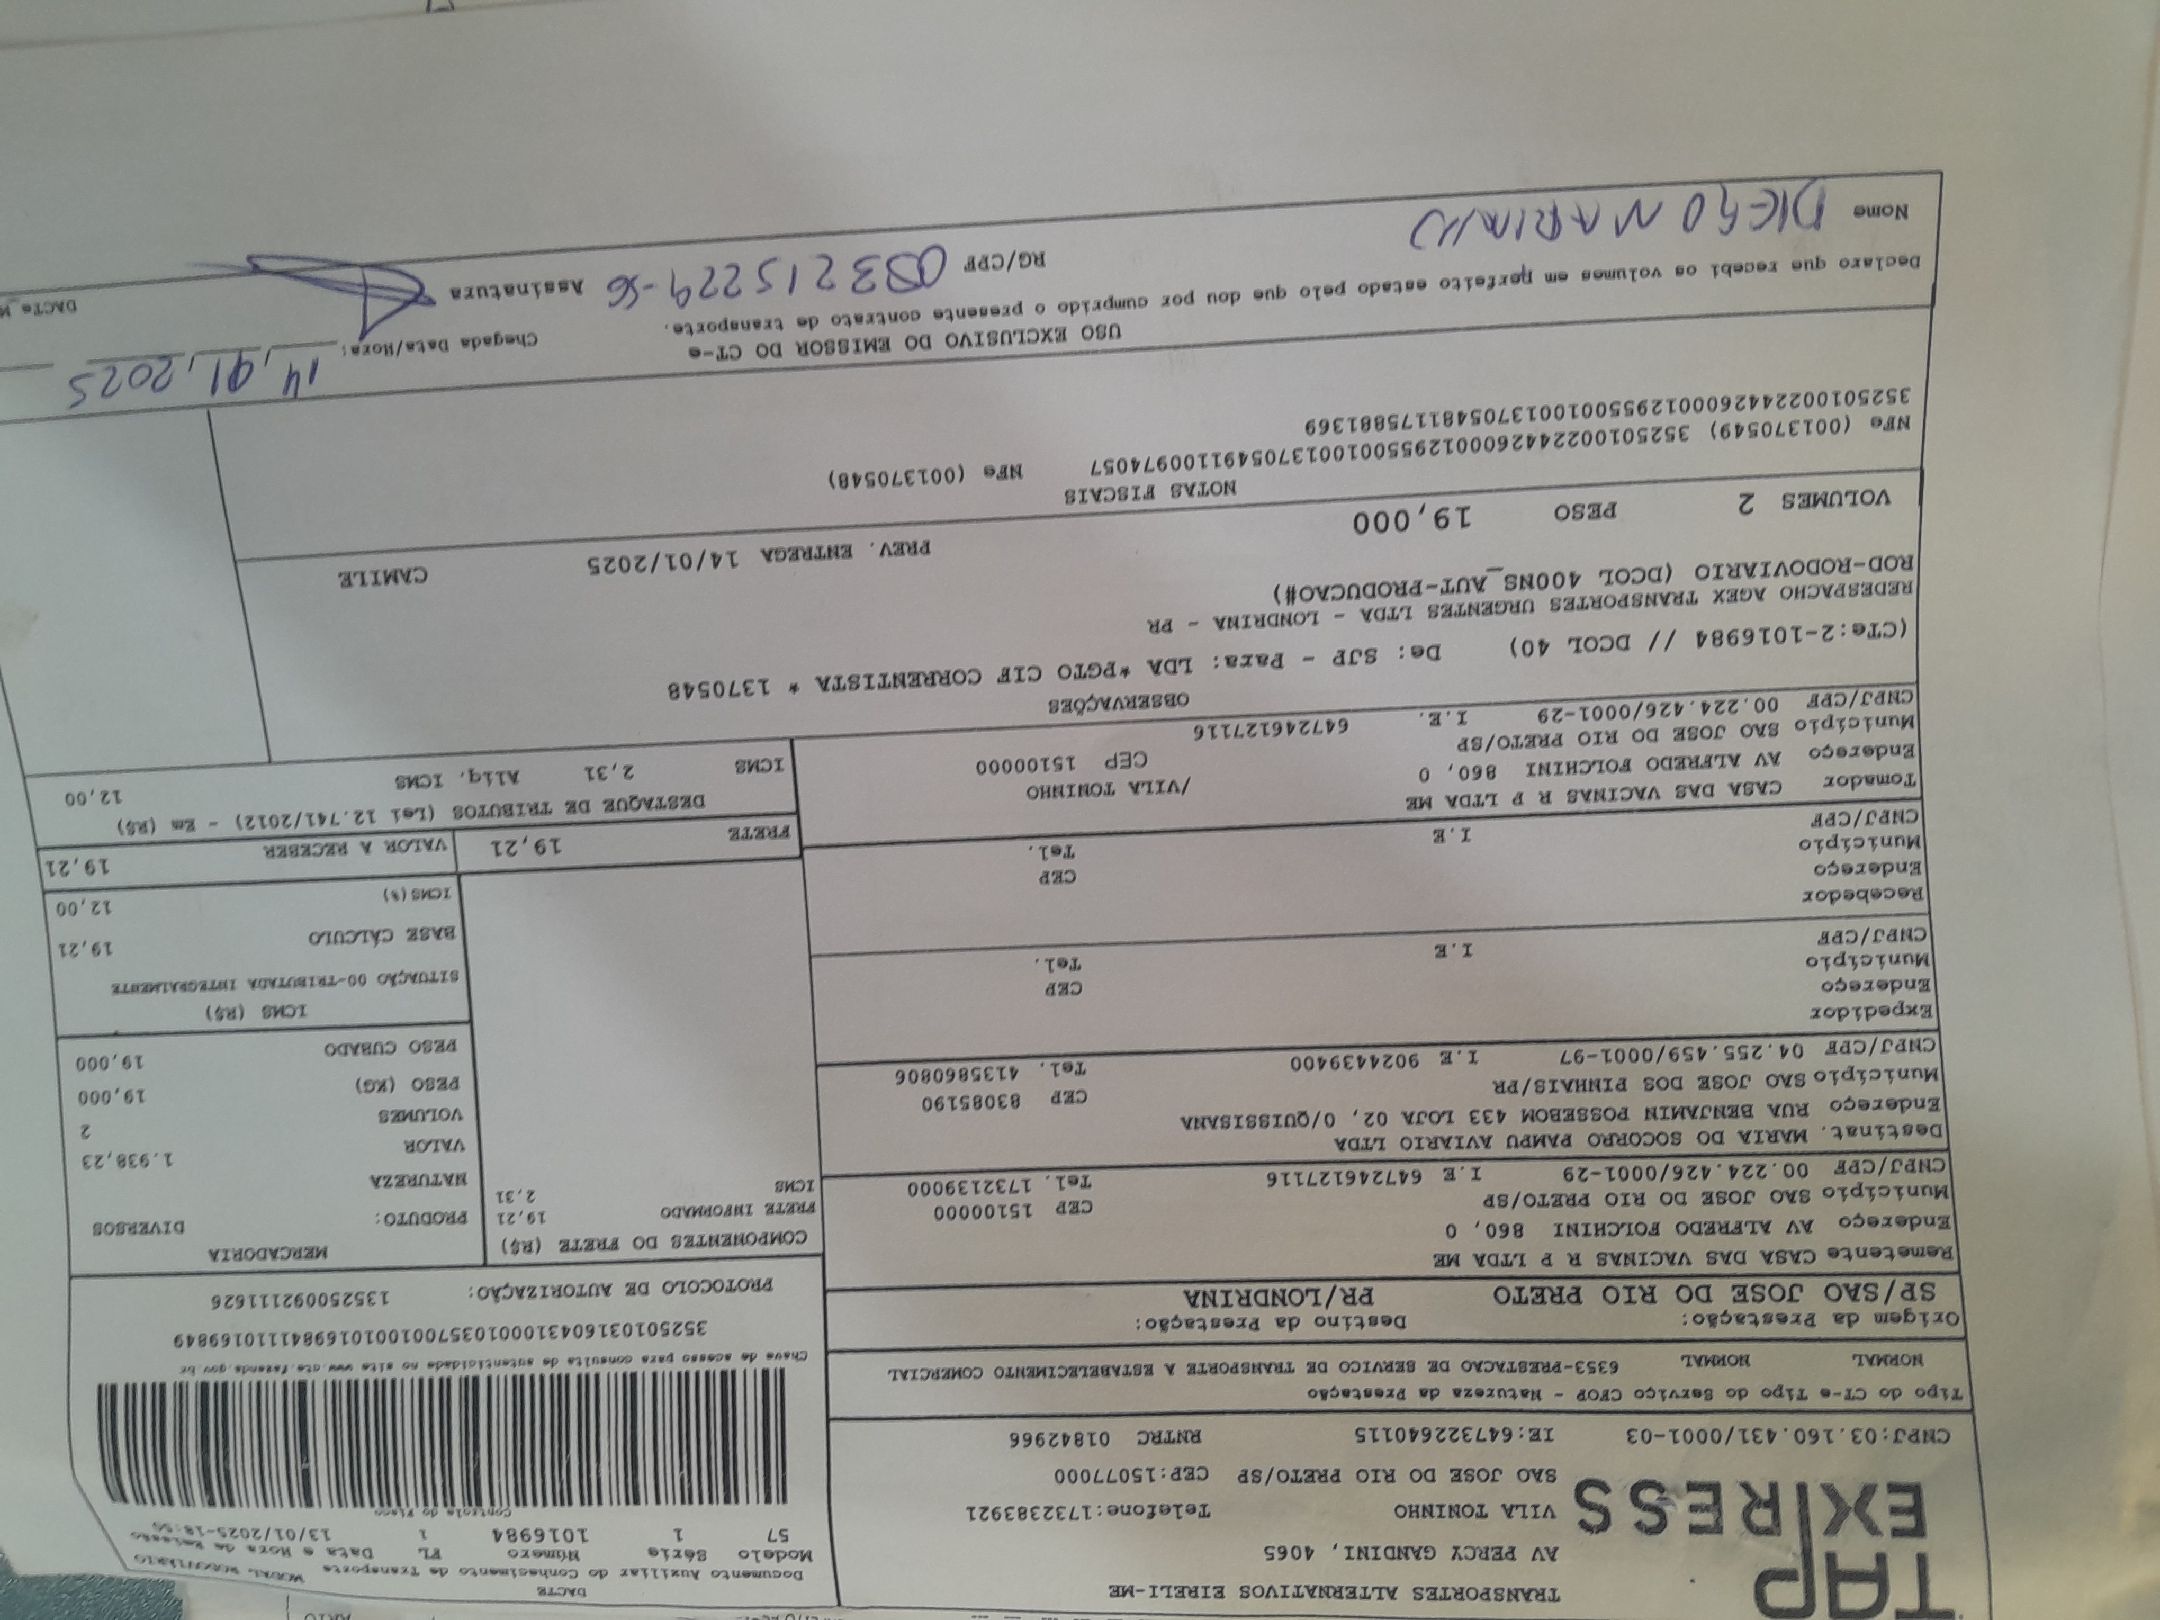 TAP
EXPRESS
TRANSPORTES ALTERNATIVOS EIRELI-ME
AV PERCY GANDINI, 4065
VILA TONINHO Telefone:1732383921
SAO JOSE DO RIO PRETO/SP CEP:15077000
CNPJ:03.160.431/0001-03 IE:647322640115 RNTRC 01842966
DACTE
Documento Auxiliar do Conhecimento de Transporte MODAL RODOVIÁRIO
Modelo Série Número FL Data e Hora de Emissão
57 1 1016984 1 13/01/2025-18:56
Controle do Fisco
Tipo do CT-e Tipo do Serviço CFOP - Natureza da Prestação
NORMAL NORMAL 6353-PRESTACAO DE SERVICO DE TRANSPORTE A ESTABELECIMENTO COMERCIAL
Chave de acesso para consulta de autenticidade no site www.cte.fazenda.gov.br
35250103160431000103570010010169841110169849
Origem da Prestação: Destino da Prestação:
SP/SAO JOSE DO RIO PRETO PR/LONDRINA
PROTOCOLO DE AUTORIZAÇÃO: 135250092111626
Remetente CASA DAS VACINAS R P LTDA ME
Endereço AV ALFREDO FOLCHINI 860, 0
Município SAO JOSE DO RIO PRETO/SP CEP 15100000
CNPJ/CPF 00.224.426/0001-29 I.E 647246127116 Tel. 1732139000
Destinat. MARIA DO SOCORRO PAMPU AVIARIO LTDA
Endereço RUA BENJAMIN POSSEBOM 433 LOJA 02, 0/QUISSISANA
Município SAO JOSE DOS PINHAIS/PR CEP 83085190
CNPJ/CPF 04.255.459/0001-97 I.E 902443940​0 Tel. 4135860806
Expedidor
Endereço CEP
Município Tel.
CNPJ/CPF I.E
Recebedor
Endereço CEP
Município Tel.
CNPJ/CPF I.E
Tomador CASA DAS VACINAS R P LTDA ME
Endereço AV ALFREDO FOLCHINI 860, 0 /VILA TONINHO
Município SAO JOSE DO RIO PRETO/SP CEP 15100000
CNPJ/CPF 00.224.426/0001-29 I.E. 647246127116
COMPONENTES DO FRETE (R$)
FRETE INFORMADO 19,21
ICMS 2,31
MERCADORIA
PRODUTO: DIVERSOS
NATUREZA
VALOR 1.938,23
VOLUMES 2
PESO (KG) 19,000
PESO CUBADO 19,000
ICMS (R$)
SITUAÇÃO 00-TRIBUTADA INTEGRALMENTE
BASE CÁLCULO 19,21
ICMS(%) 12,00
FRETE 19,21 VALOR A RECEBER 19,21
DESTAQUE DE TRIBUTOS (Lei 12.741/2012) - Em (R$)
ICMS 2,31 Aliq. ICMS 12,00
OBSERVAÇÕES
(CTe:2-1016984 // DCOL 40) De: SJP - Para: LDA *PGTO CIF CORRENTISTA * 1370548
REDESPACHO AGEX TRANSPORTES URGENTES LTDA - LONDRINA - PR
ROD-RODOVIARIO (DCOL 400NS_AUT-PRODUCAO#)
VOLUMES 2 PESO 19,000 PREV. ENTREGA 14/01/2025 CAMILE
NOTAS FISCAIS
NFe (001370549) 35250100224426000129550010013705491100974057 NFe (001370548)
35250100224426000129550010013705481175881369
USO EXCLUSIVO DO EMISSOR DO CT-e
Chegada Data/Hora: 14,01,2025
Declaro que recebi os volumes em perfeito estado pelo que dou por cumprido o presente contrato de transporte.
Nome DIEGO MARINHO RG/CPF 083215229-56 Assinatura
DACTe